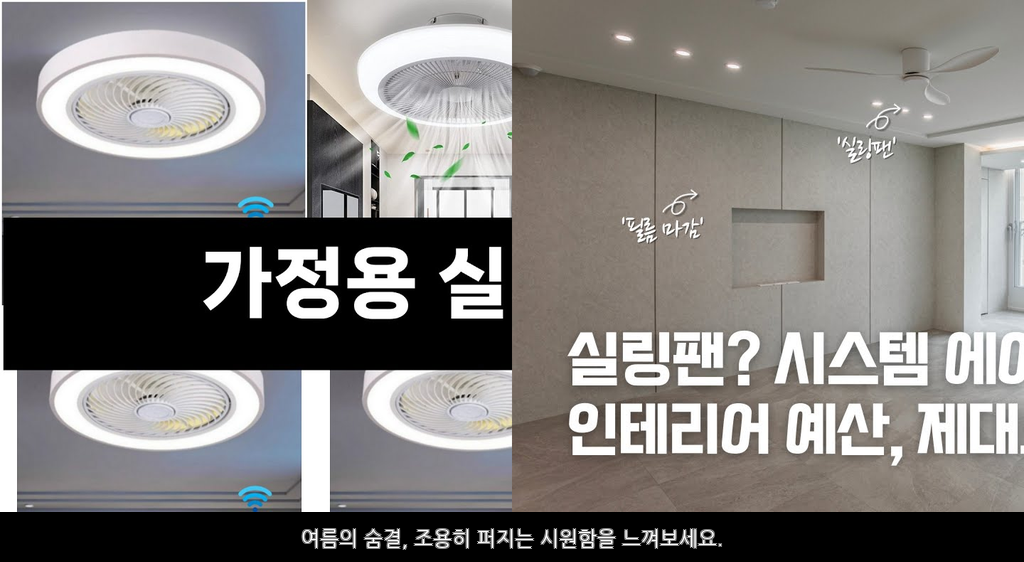 가정용 실
'실링팬'
'필름 마감'
실링팬? 시스템 에어
인테리어 예산, 제대로
여름의 숨결, 조용히 퍼지는 시원함을 느껴보세요.